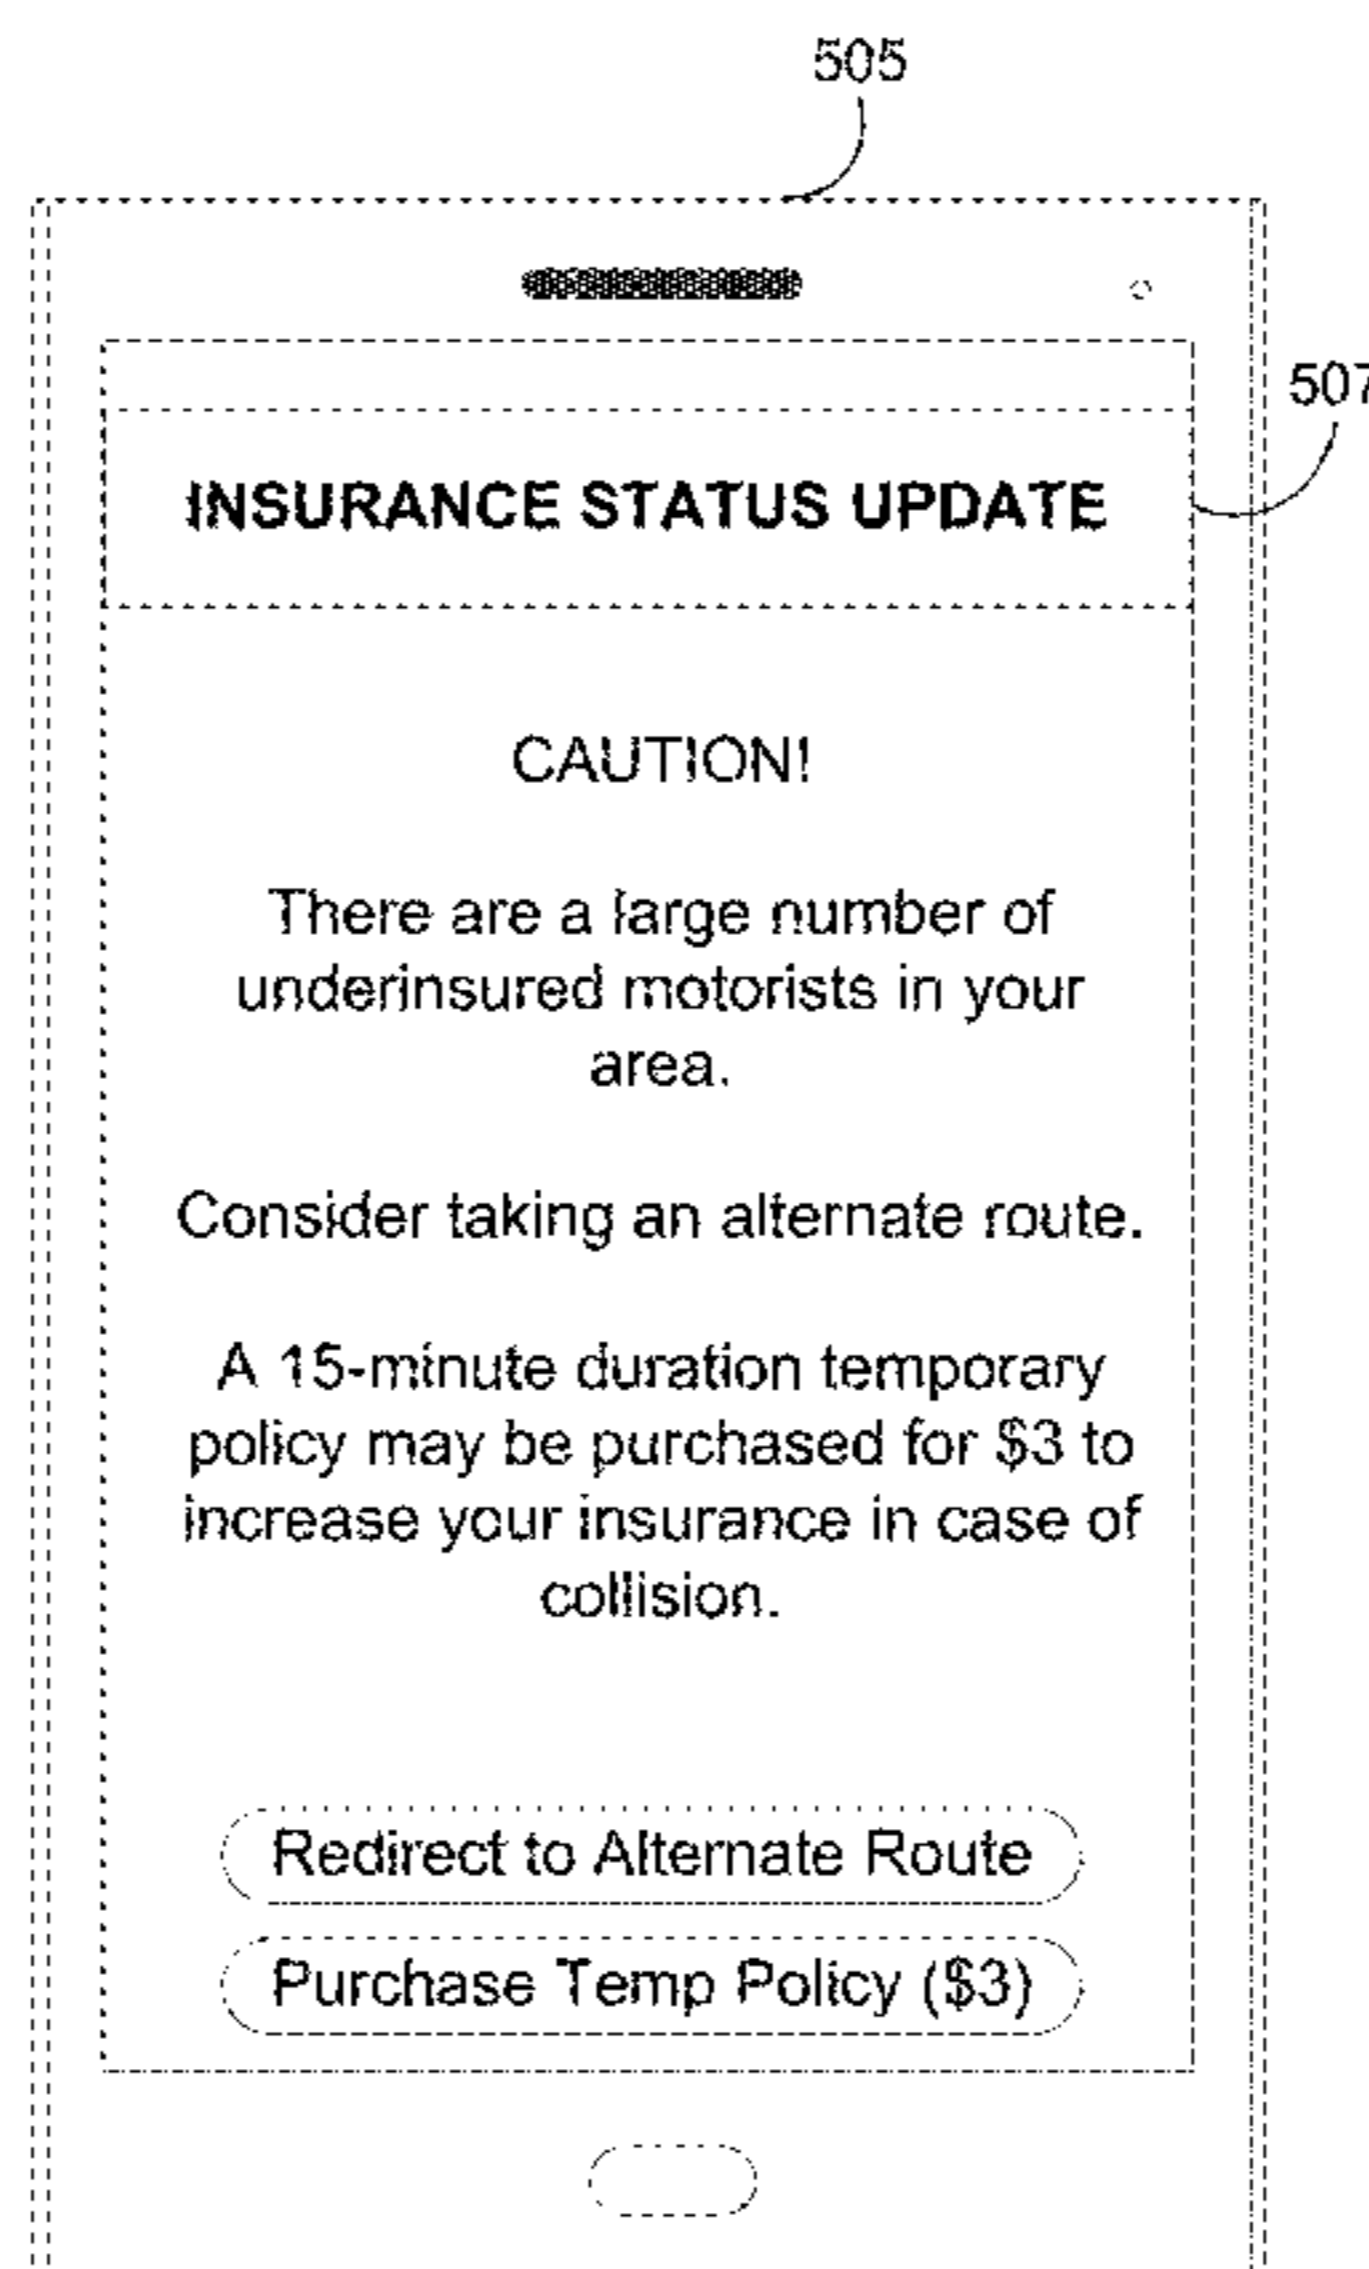 505
507
INSURANCE STATUS UPDATE
CAUTION!
There are a large number of
underinsured motorists in your
area.
Consider taking an alternate route.
A 15-minute duration temporary
policy may be purchased for $3 to
increase your insurance in case of
collision.
Redirect to Alternate Route
Purchase Temp Policy ($3)